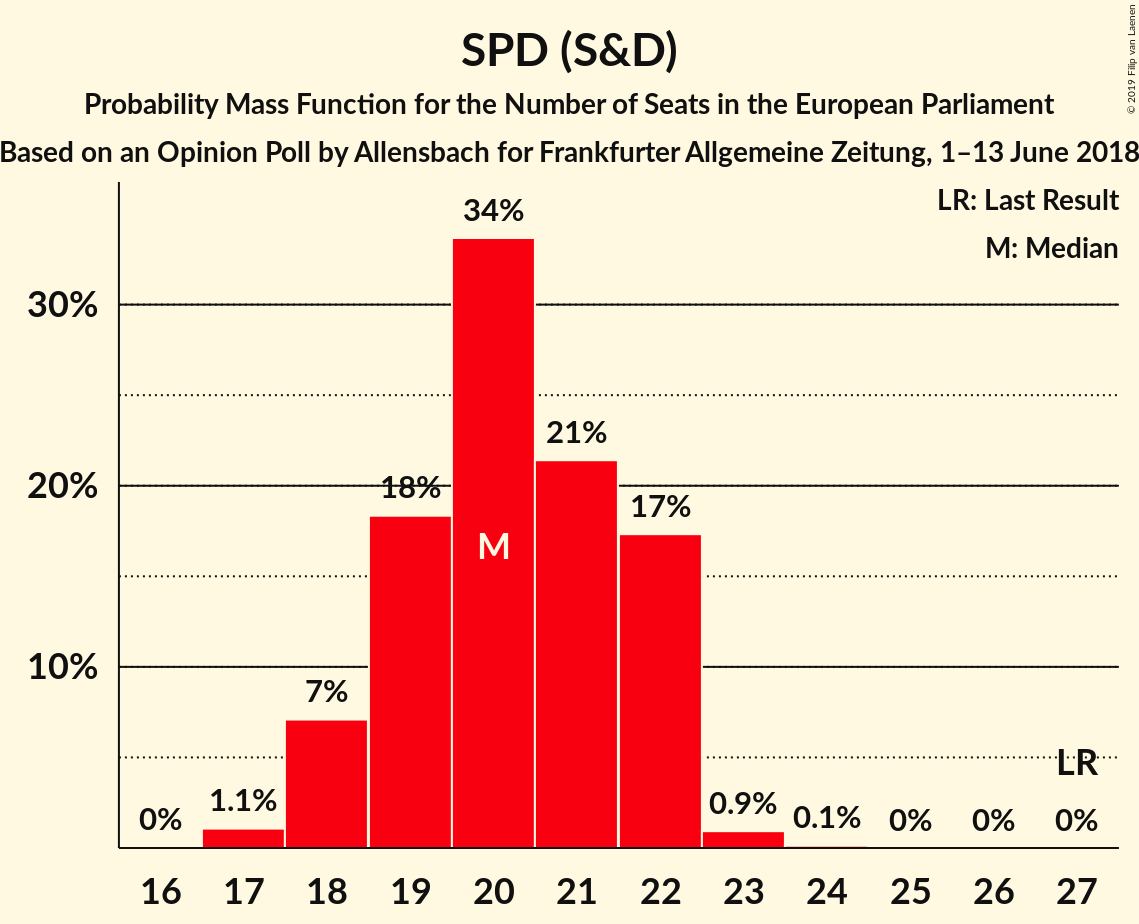 SPD (S&D)
Probability Mass Function for the Number of Seats in the European Parliament
Based on an Opinion Poll by Allensbach for Frankfurter Allgemeine Zeitung, 1–13 June 2018
© 2019 Filip van Laenen
LR: Last Result
M: Median
34%
30%
21%
20%
18%
17%
M
10%
7%
LR
0%
1.1%
0.9%
0.1%
0%
0%
0%
16 17 18 19 20 21 22 23 24 25 26 27